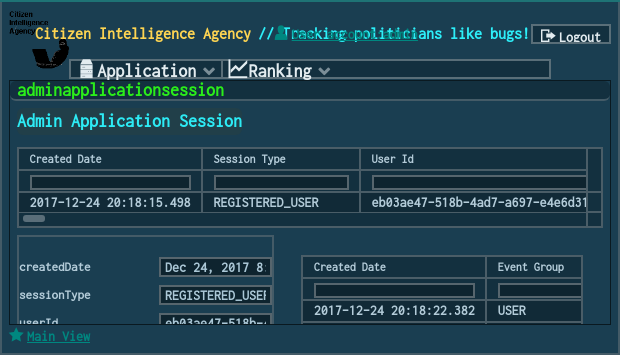 Citizen
Intelligence
Agency
Citizen Intelligence Agency // Tracking politicians like bugs!
Logout
Application Ranking
adminapplicationsession
Admin Application Session
Created Date Session Type User Id
2017-12-24 20:18:15.498 REGISTERED_USER eb03ae47-518b-4ad7-a697-e4e6d31
createdDate Dec 24, 2017 8:
sessionType REGISTERED_USER
userId eb03ae47-518b-
Created Date Event Group
2017-12-24 20:18:22.382 USER
Main View